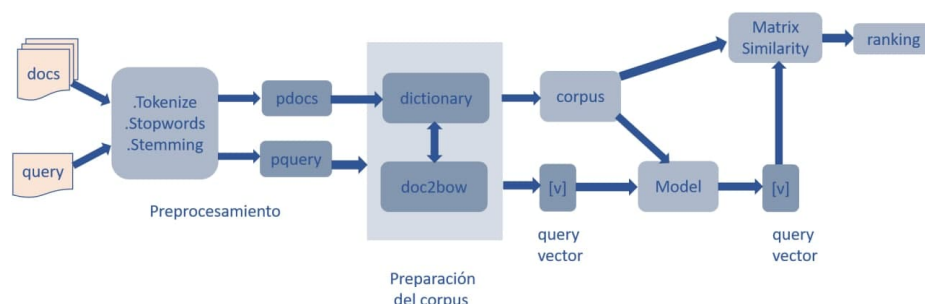 docs
query
.Tokenize
.Stopwords
.Stemming
Preprocesamiento
pdocs
pquery
dictionary
doc2bow
Preparación
del corpus
corpus
[v]
query
vector
Model
[v]
query
vector
Matrix
Similarity
ranking